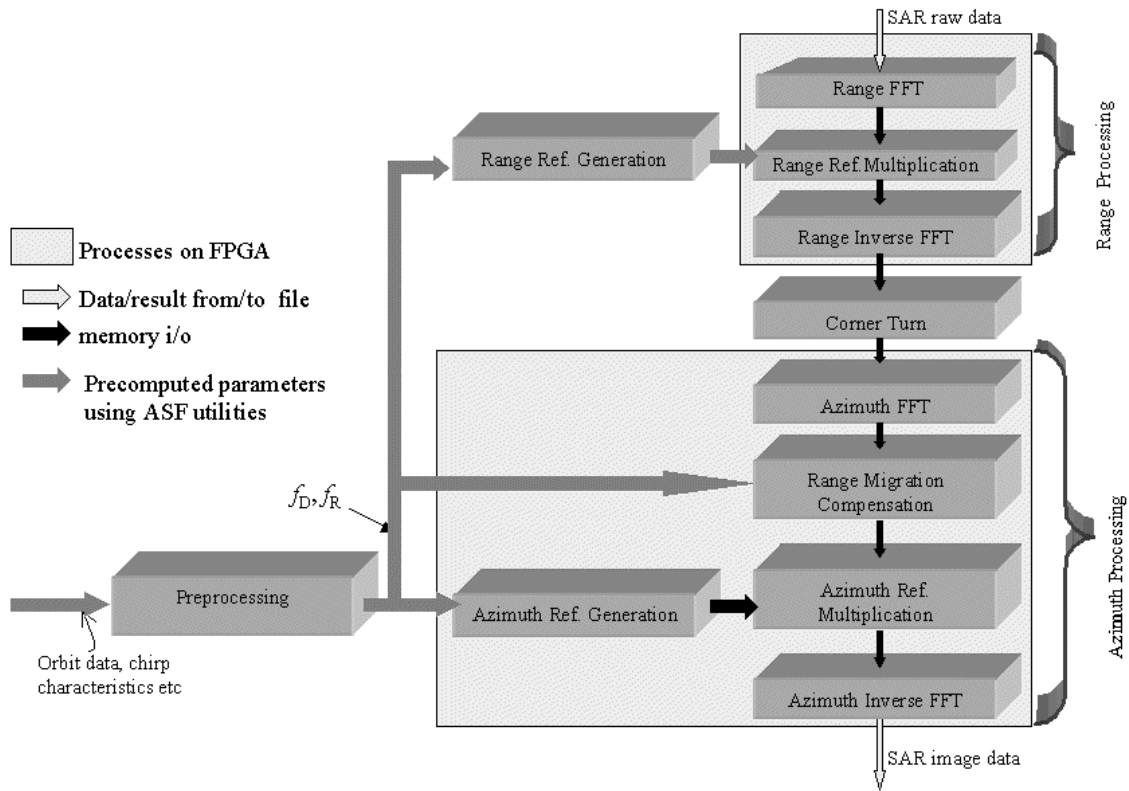 SAR raw data
Range FFT
Range Ref. Generation
Range Ref.Multiplication
Range Inverse FFT
Range Processing
Processes on FPGA
Data/result from/to file
memory i/o
Precomputed parameters
using ASF utilities
Corner Turn
Azimuth FFT
Range Migration
Compensation
fD, fR
Preprocessing
Azimuth Ref. Generation
Azimuth Ref.
Multiplication
Azimuth Processing
Orbit data, chirp
characteristics etc
Azimuth Inverse FFT
SAR image data